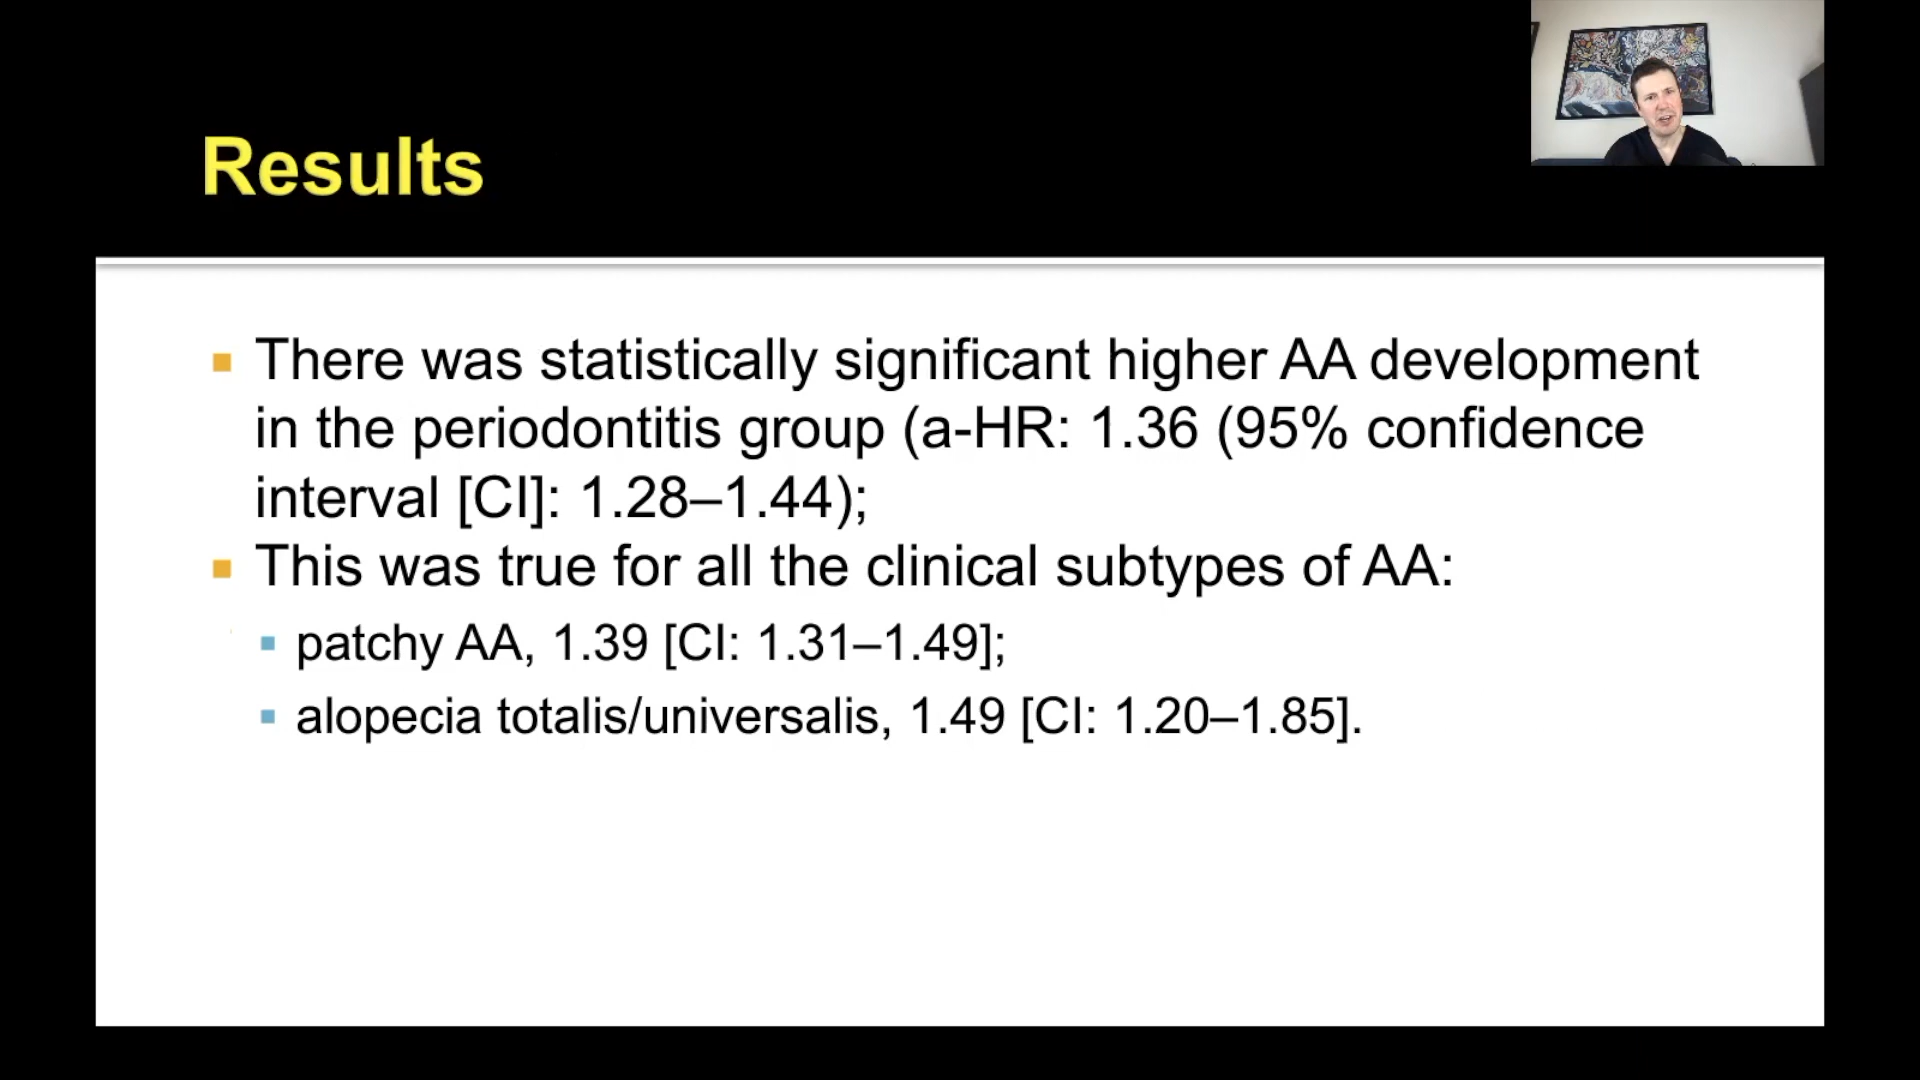 Results
There was statistically significant higher AA development
in the periodontitis group (a-HR: 1.36 (95% confidence
interval [CI]: 1.28–1.44);
This was true for all the clinical subtypes of AA:
patchy AA, 1.39 [CI: 1.31–1.49];
alopecia totalis/universalis, 1.49 [CI: 1.20–1.85].